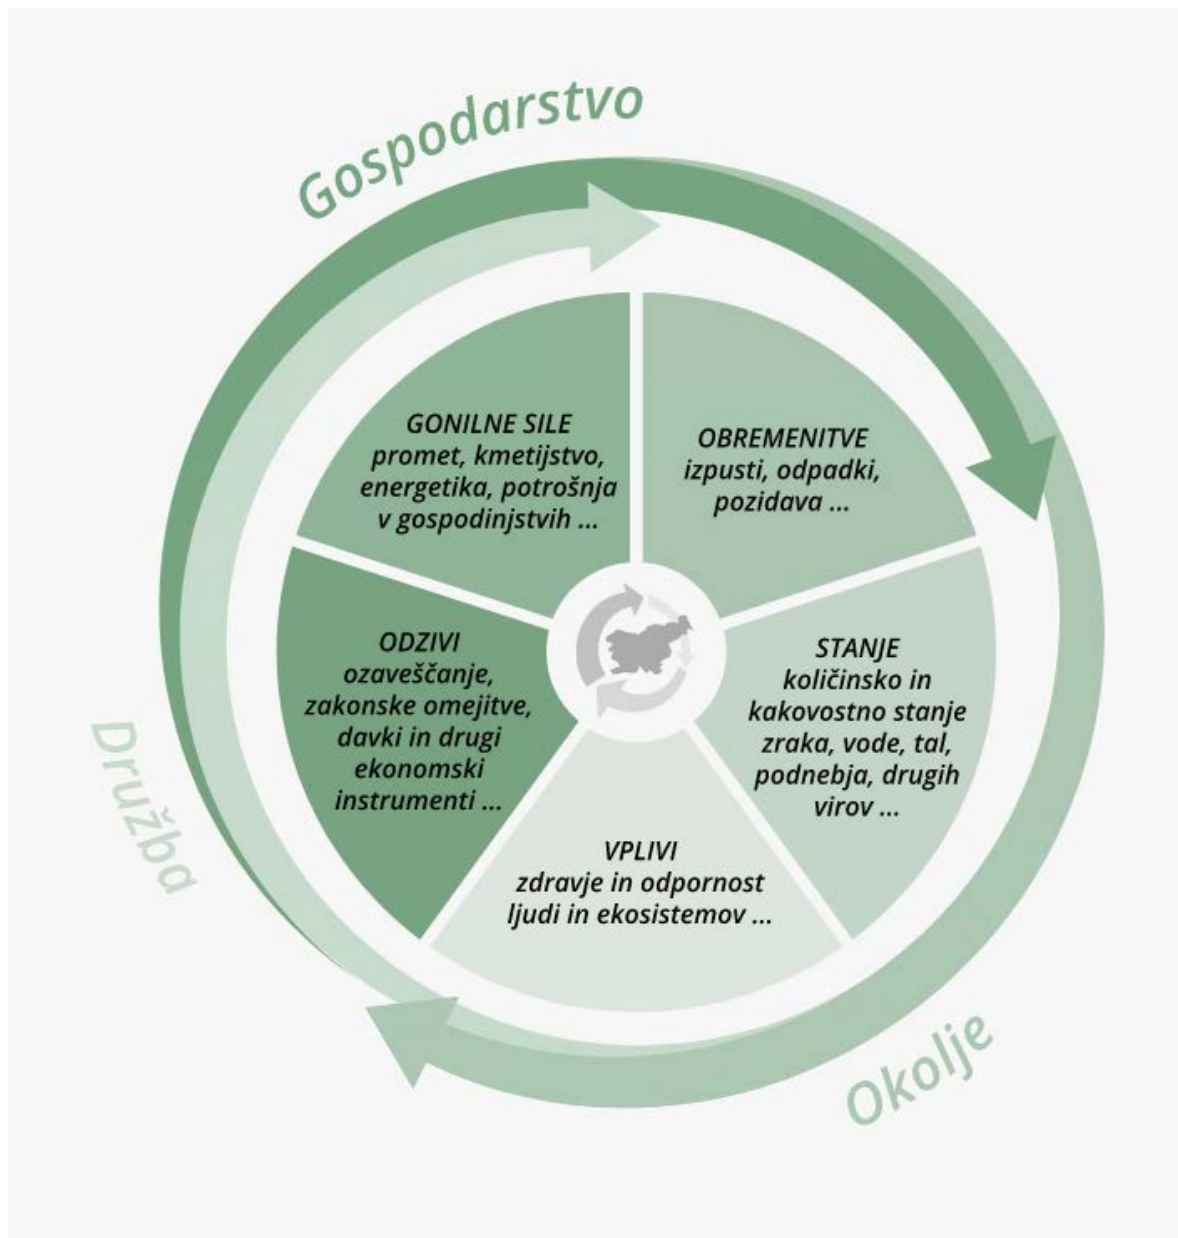 Gospodarstvo
GONILNE SILE
promet, kmetijstvo,
energetika, potrošnja
v gospodinjstvih ...
OBREMENITVE
izpusti, odpadki,
pozidava ...
ODZIVI
ozaveščanje,
zakonske omejitve,
davki in drugi
ekonomski
instrumenti ...
STANJE
količinsko in
kakovostno stanje
zraka, vode, tal,
podnebja, drugih
virov ...
VPLIVI
zdravje in odpornost
ljudi in ekosistemov ...
Družba
Okolje